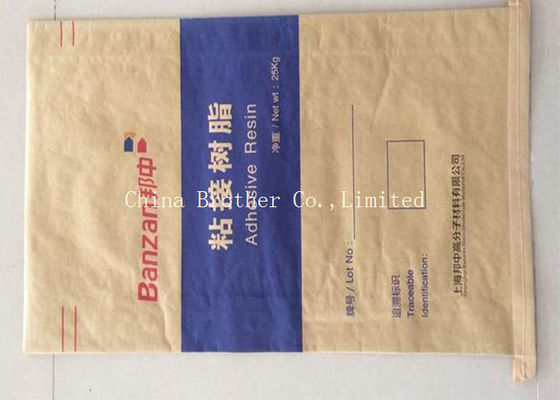 Banzan邦中
粘接树脂
Adhesive Resin
净重 / Net wt : 25Kg
牌号 / Lot No :
追溯标识
Traceable
Identification:
上海邦中高分子材料有限公司
China Brother Co.,Limited